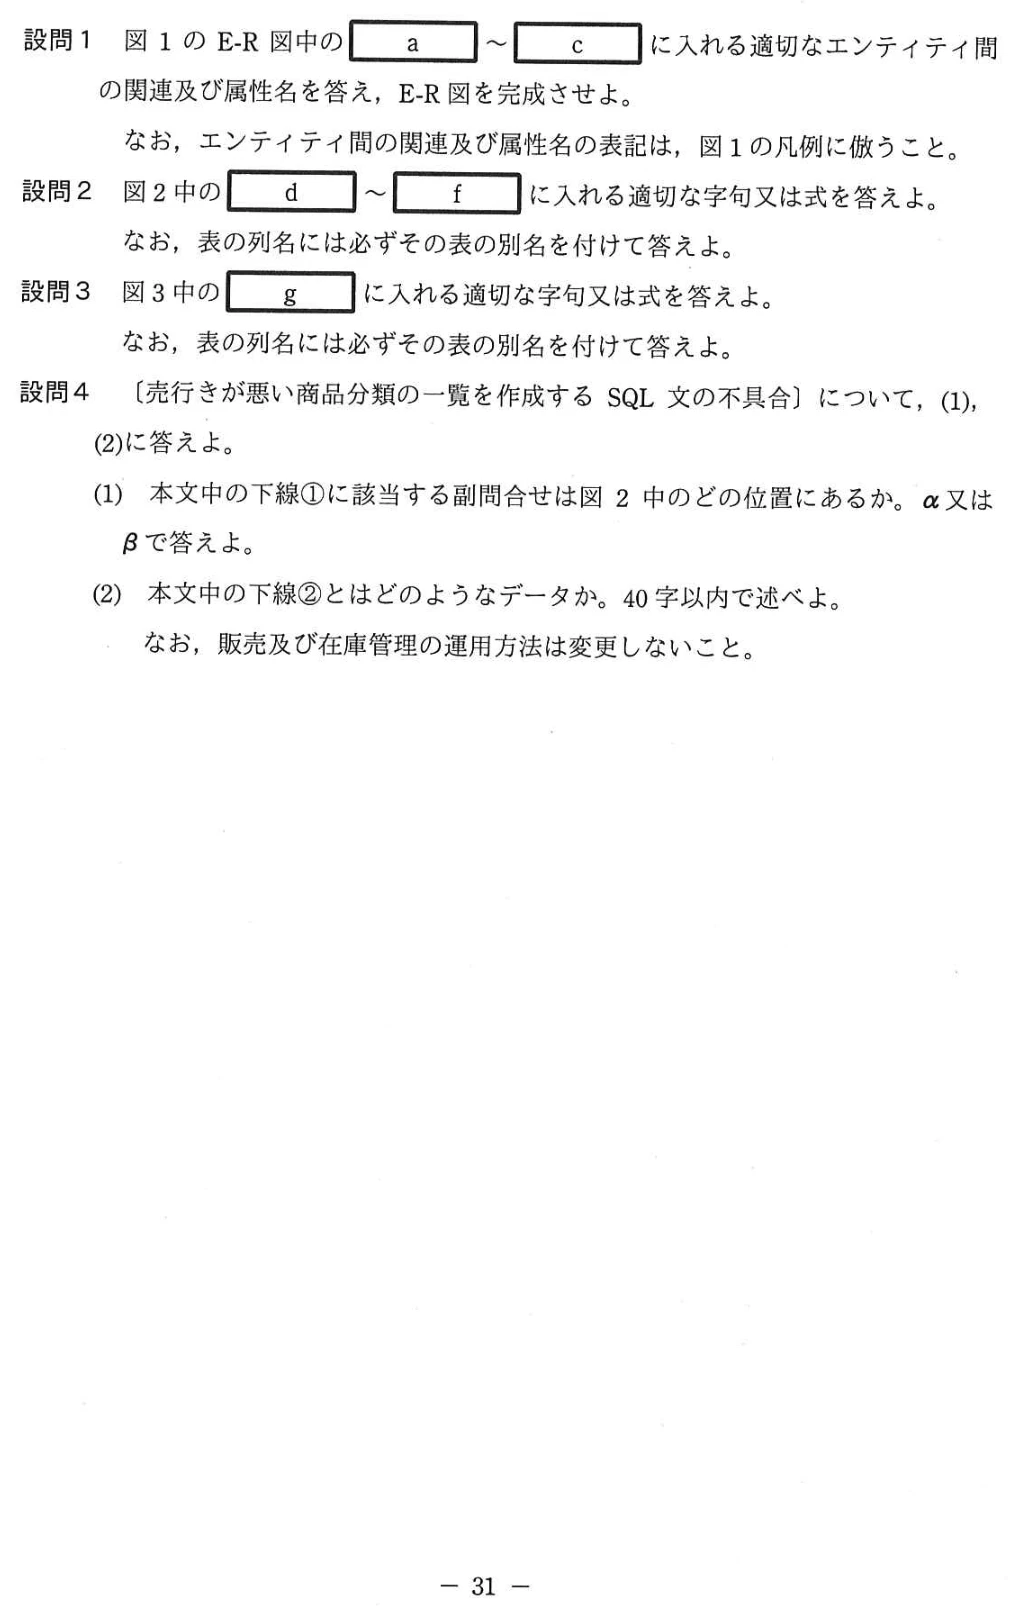 設問1 図 1 の E-R 図中の a ～ c に入れる適切なエンティティ間
の関連及び属性名を答え，E-R 図を完成させよ。
なお，エンティティ間の関連及び属性名の表記は，図 1 の凡例に倣うこと。
設問2 図 2 中の d ～ f に入れる適切な字句又は式を答えよ。
なお，表の列名には必ずその表の別名を付けて答えよ。
設問3 図 3 中の g に入れる適切な字句又は式を答えよ。
なお，表の列名には必ずその表の別名を付けて答えよ。
設問4 〔売行きが悪い商品分類の一覧を作成する SQL 文の不具合〕について，(1),
(2)に答えよ。
(1) 本文中の下線①に該当する副問合せは図 2 中のどの位置にあるか。α又は
βで答えよ。
(2) 本文中の下線②とはどのようなデータか。40 字以内で述べよ。
なお，販売及び在庫管理の運用方法は変更しないこと。
－ 31 －